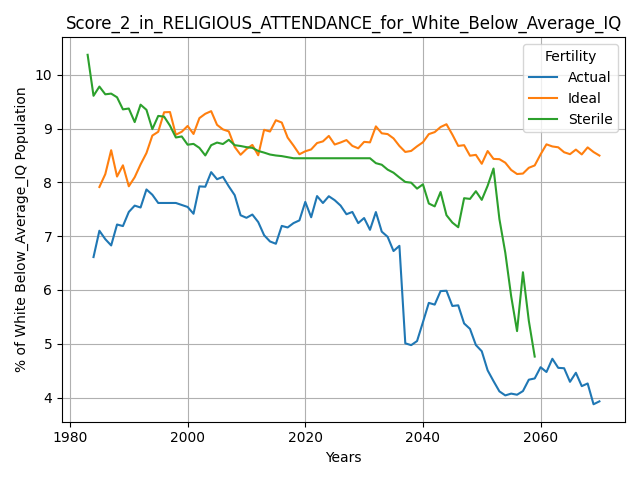 Score_2_in_RELIGIOUS_ATTENDANCE_for_White_Below_Average_IQ
% of White Below_Average_IQ Population
10
9
8
7
6
5
4
Fertility
Actual
Ideal
Sterile
1980
2000
2020
2040
2060
Years